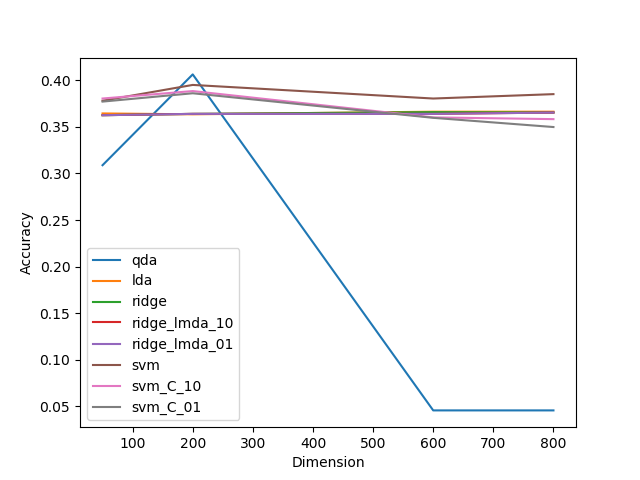 0.40
0.35
0.30
0.25
0.20
0.15
0.10
0.05
Accuracy
qda
lda
ridge
ridge_lmda_10
ridge_lmda_01
svm
svm_C_10
svm_C_01
100 200 300 400 500 600 700 800
Dimension